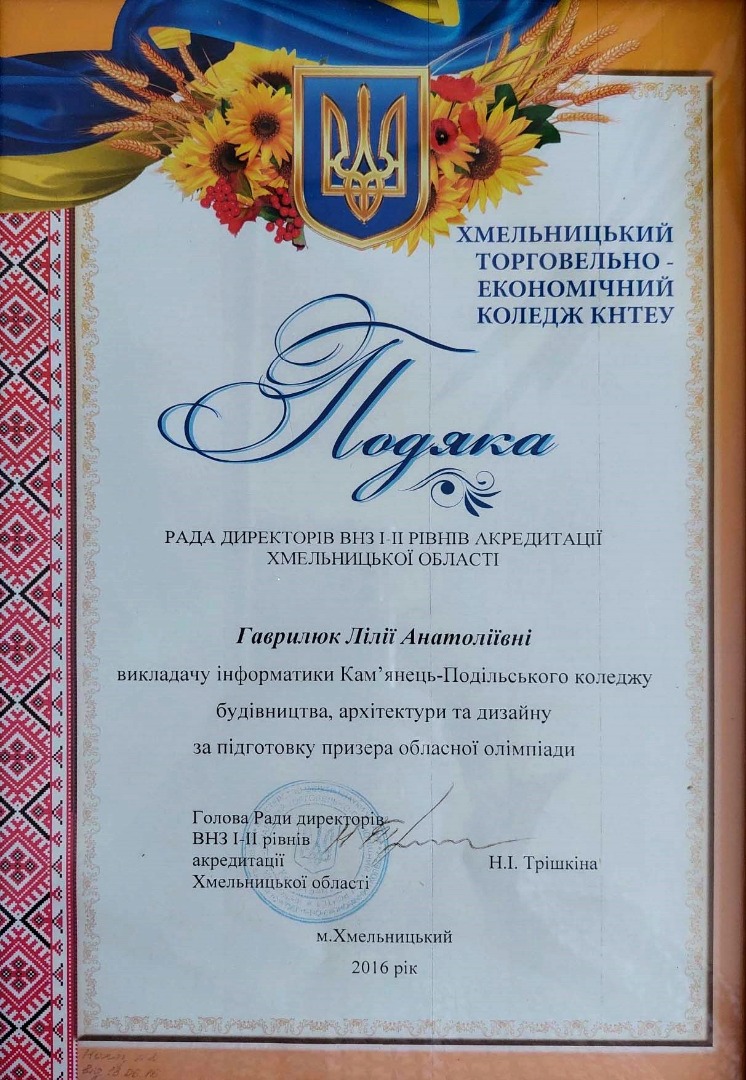 ХМЕЛЬНИЦЬКИЙ
ТОРГОВЕЛЬНО -
ЕКОНОМІЧНИЙ
КОЛЕДЖ КНТЕУ
Подяка
РАДА ДИРЕКТОРІВ ВНЗ І-ІІ РІВНІВ АКРЕДИТАЦІЇ
ХМЕЛЬНИЦЬКОЇ ОБЛАСТІ
Гаврилюк Лілії Анатоліївні
викладачу інформатики Кам’янець-Подільського коледжу
будівництва, архітектури та дизайну
за підготовку призера обласної олімпіади
Голова Ради директорів
ВНЗ І-ІІ рівнів
акредитації
Н.І. Трішкіна
Хмельницької області
м.Хмельницький
2016 рік